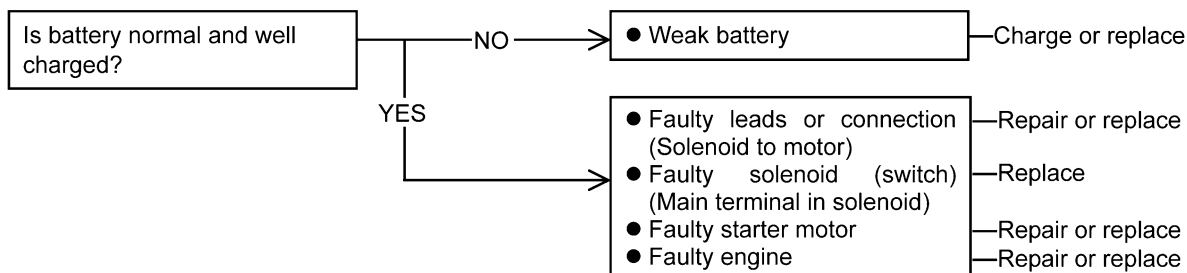 Is battery normal and well
charged?
NO
● Weak battery
Charge or replace
YES
● Faulty leads or connection
(Solenoid to motor)
Repair or replace
● Faulty solenoid (switch)
(Main terminal in solenoid)
Replace
● Faulty starter motor
Repair or replace
● Faulty engine
Repair or replace